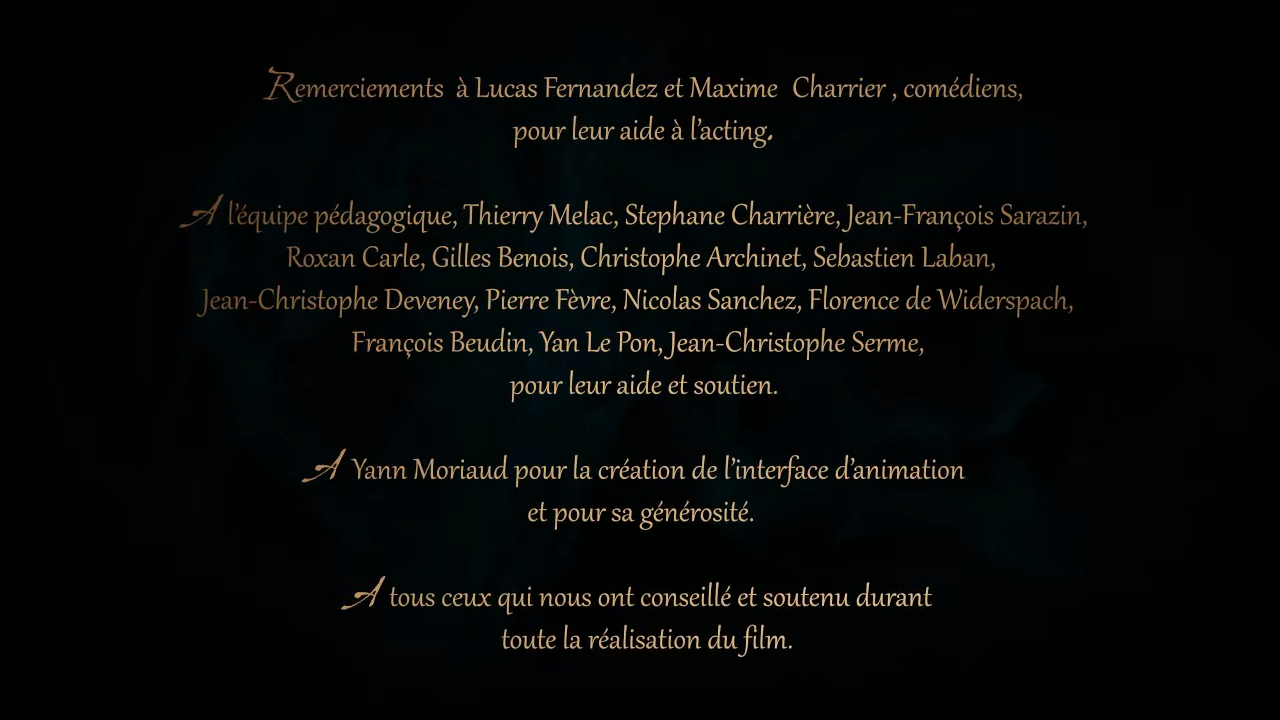 Remerciements à Lucas Fernandez et Maxime Charrier , comédiens,
pour leur aide à l'acting.
A l'équipe pédagogique, Thierry Melac, Stephane Charrière, Jean-François Sarazin,
Roxan Carle, Gilles Benois, Christophe Archinet, Sebastien Laban,
Jean-Christophe Deveney, Pierre Fèvre, Nicolas Sanchez, Florence de Widerspach,
François Beudin, Yan Le Pon, Jean-Christophe Serme,
pour leur aide et soutien.
A Yann Moriaud pour la création de l'interface d'animation
et pour sa générosité.
A tous ceux qui nous ont conseillé et soutenu durant
toute la réalisation du film.